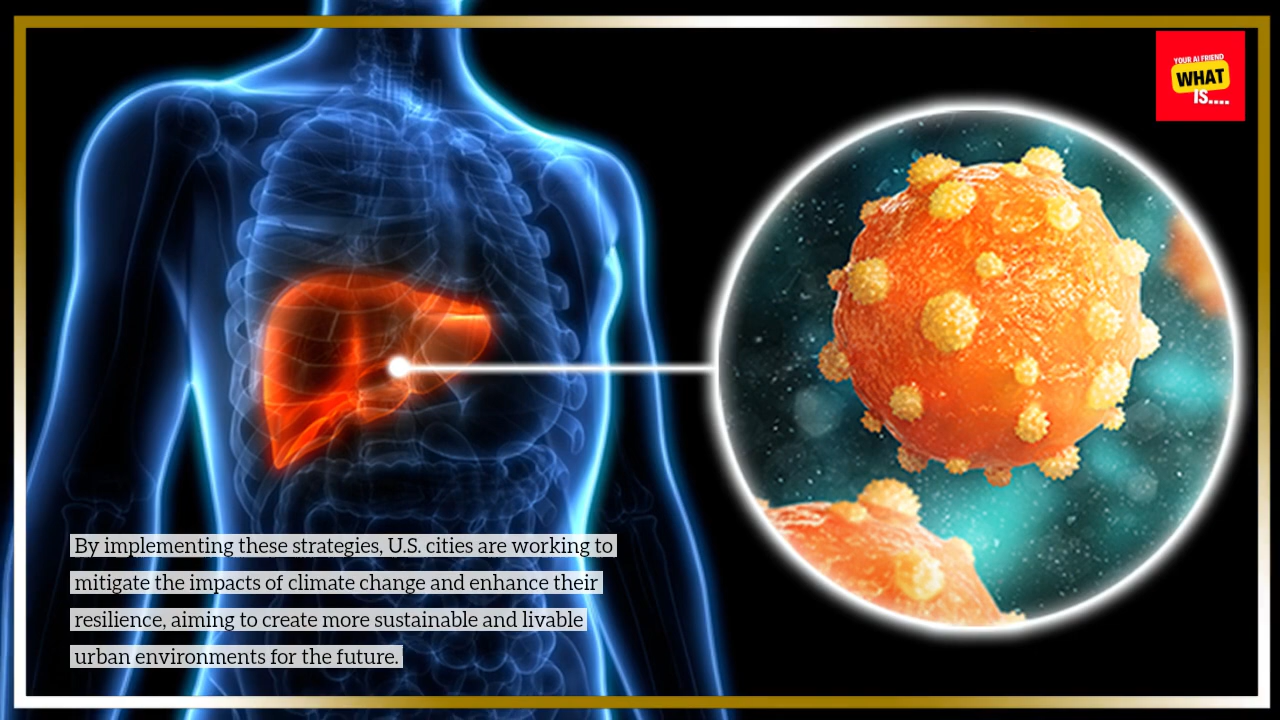 YOUR AI FRIEND
WHAT
IS....
By implementing these strategies, U.S. cities are working to
mitigate the impacts of climate change and enhance their
resilience, aiming to create more sustainable and livable
urban environments for the future.